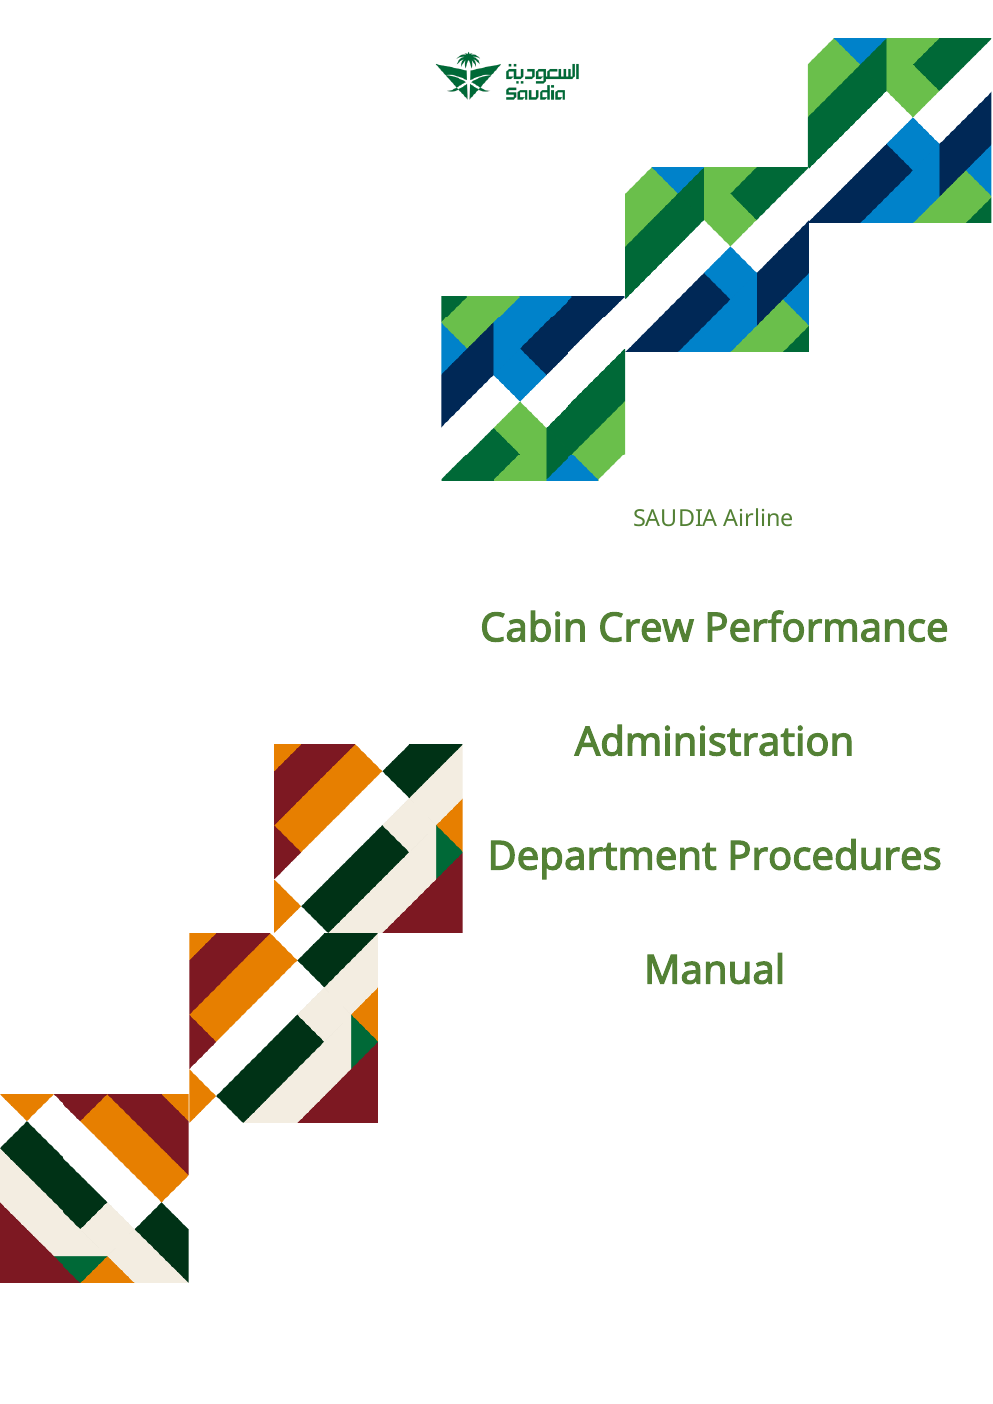 السعودية
Saudia
SAUDIA Airline
Cabin Crew Performance
Administration
Department Procedures
Manual